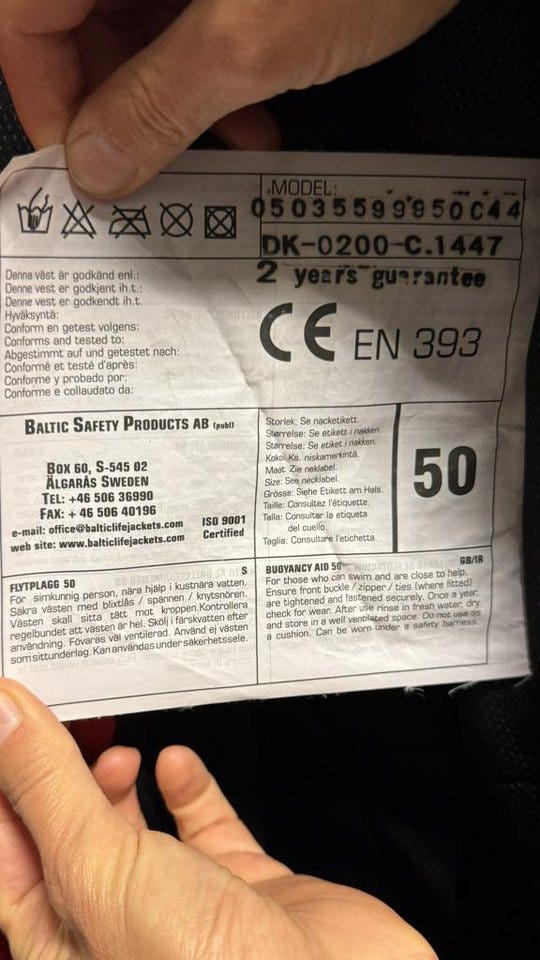 MODEL:
05035599950C44
DK-0200-C.1447
2 years guarantee
Denna väst är godkänd enl.:
Denne vest er godkjent ih.t.:
Denne vest er godkendt ih.t.
Hyväksynta:
Conform en getest volgens:
Conforms and tested to:
Abgestimmt auf und getestet nach:
Conformé et testé d'après:
Conforme y probado por:
Conforme e collaudato da:
CE EN 393
BALTIC SAFETY PRODUCTS AB (publ)
BOX 60, S-545 02
ÄLGARÅS SWEDEN
TEL: +46 506 36990
FAX: + 46 506 40196
e-mail: office@balticlifejackets.com
web site: www.balticlifejackets.com
ISO 9001
Certified
Storlek: Se nacketikett.
Størrelse: Se etikett i nakken.
Størrelse: Se etiket i nakken.
Koko: Ks. niskamerkintä.
Maat: Zie neklabel.
Size: See necklabel.
Grösse: Siehe Etikett am Hals.
Taille: Consultez l'étiquette.
Talla: Consultar la etiqueta
del cuello.
Taglia: Consultare l'etichetta.
50
S
FLYTPLAGG 50
För simkunnig person, nära hjälp i kustnära vatten.
Säkra västen med blixtlås / spännen / knytsnören.
Västen skall sitta tätt mot kroppen.Kontrollera
regelbundet att västen är hel. Skölj i färskvatten efter
användning. Förvaras väl ventilerad. Använd ej västen
som sittunderlag. Kan användas under säkerhetssele.
GB/IR
BUOYANCY AID 50
For those who can swim and are close to help.
Ensure front buckle / zipper / ties (where fitted)
are tightened and fastened securely. Once a year,
check for wear. After use rinse in fresh water, dry
and store in a well ventilated space. Do not use as
a cushion. Can be worn under a safety harness.